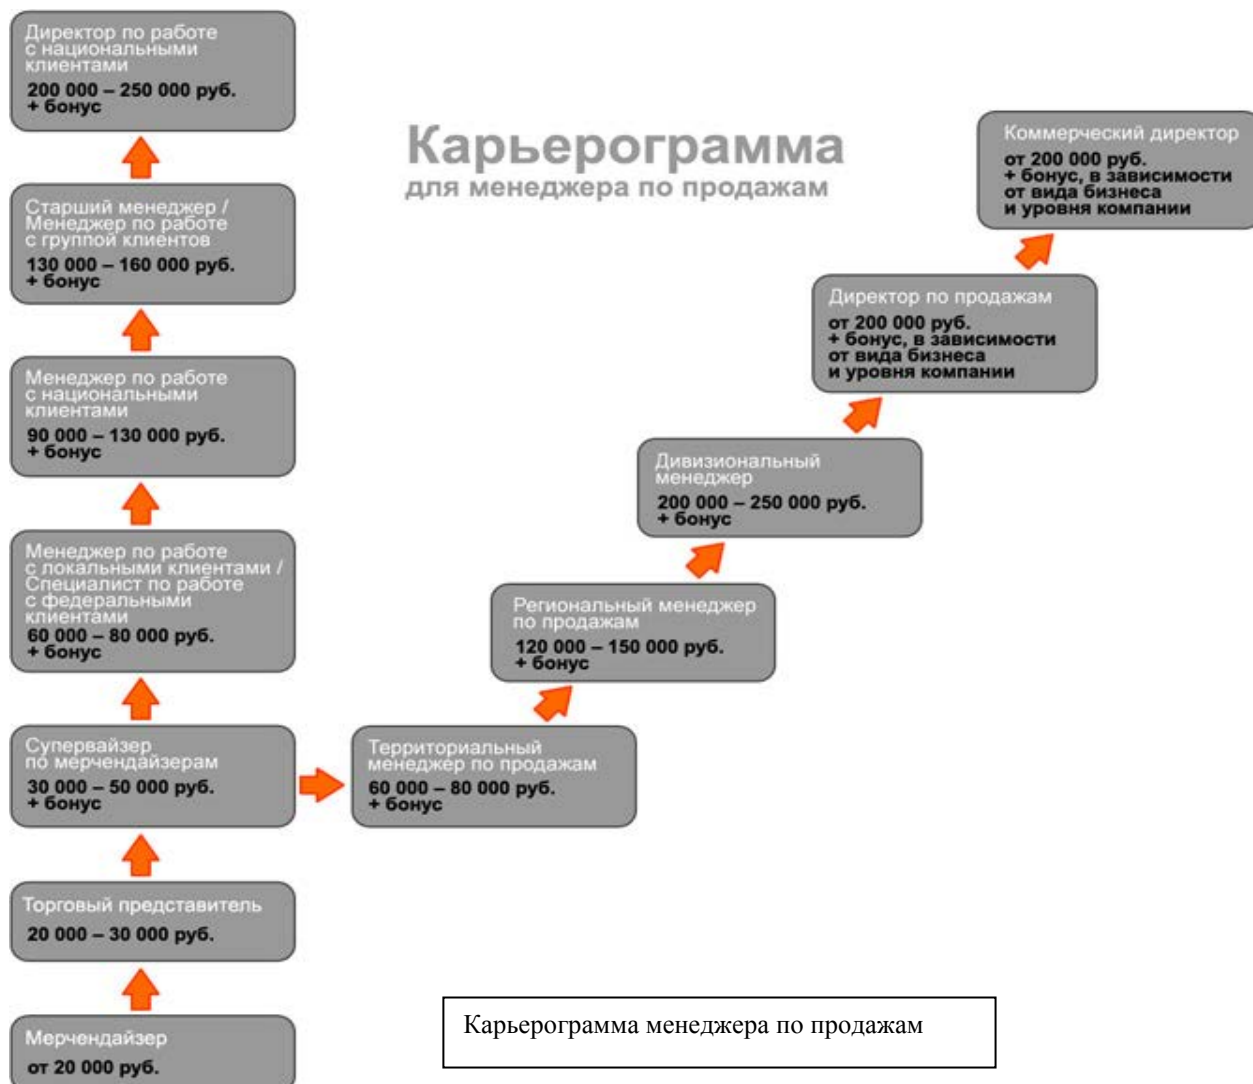 Директор по работе
с национальными
клиентами
200 000 – 250 000 руб.
+ бонус
Карьерограмма
для менеджера по продажам
Коммерческий директор
от 200 000 руб.
+ бонус, в зависимости
от вида бизнеса
и уровня компании
Старший менеджер /
Менеджер по работе
с группой клиентов
130 000 – 160 000 руб.
+ бонус
Директор по продажам
от 200 000 руб.
+ бонус, в зависимости
от вида бизнеса
и уровня компании
Менеджер по работе
с национальными
клиентами
90 000 – 130 000 руб.
+ бонус
Дивизиональный
менеджер
200 000 – 250 000 руб.
+ бонус
Менеджер по работе
с локальными клиентами /
Специалист по работе
с федеральными
клиентами
60 000 – 80 000 руб.
+ бонус
Региональный менеджер
по продажам
120 000 – 150 000 руб.
+ бонус
Супервайзер
по мерчендайзерам
30 000 – 50 000 руб.
+ бонус
Территориальный
менеджер по продажам
60 000 – 80 000 руб.
+ бонус
Торговый представитель
20 000 – 30 000 руб.
Мерчендайзер
от 20 000 руб.
Карьерограмма менеджера по продажам